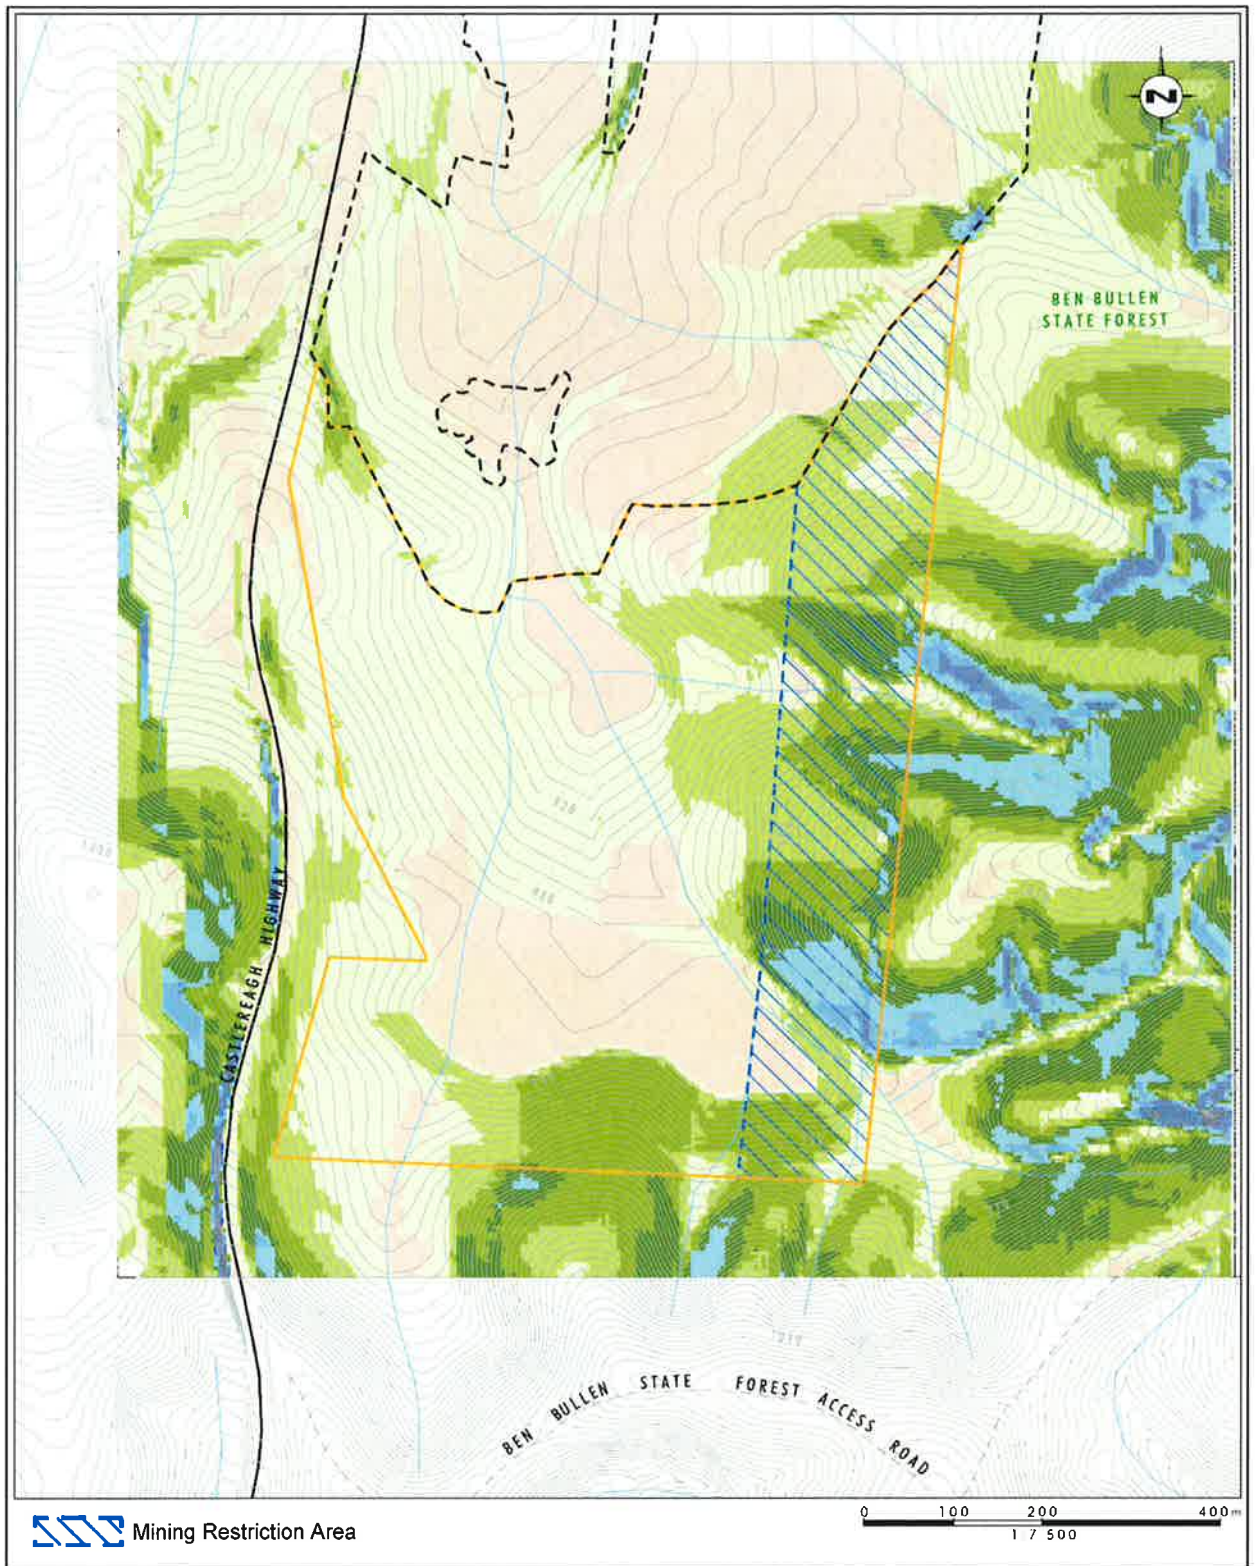 N
BEN BULLEN
STATE FOREST
920
CASTLEREAGH HIGHWAY
BEN BULLEN STATE FOREST ACCESS ROAD
Mining Restriction Area
0 100 200 400 m
1 7 500